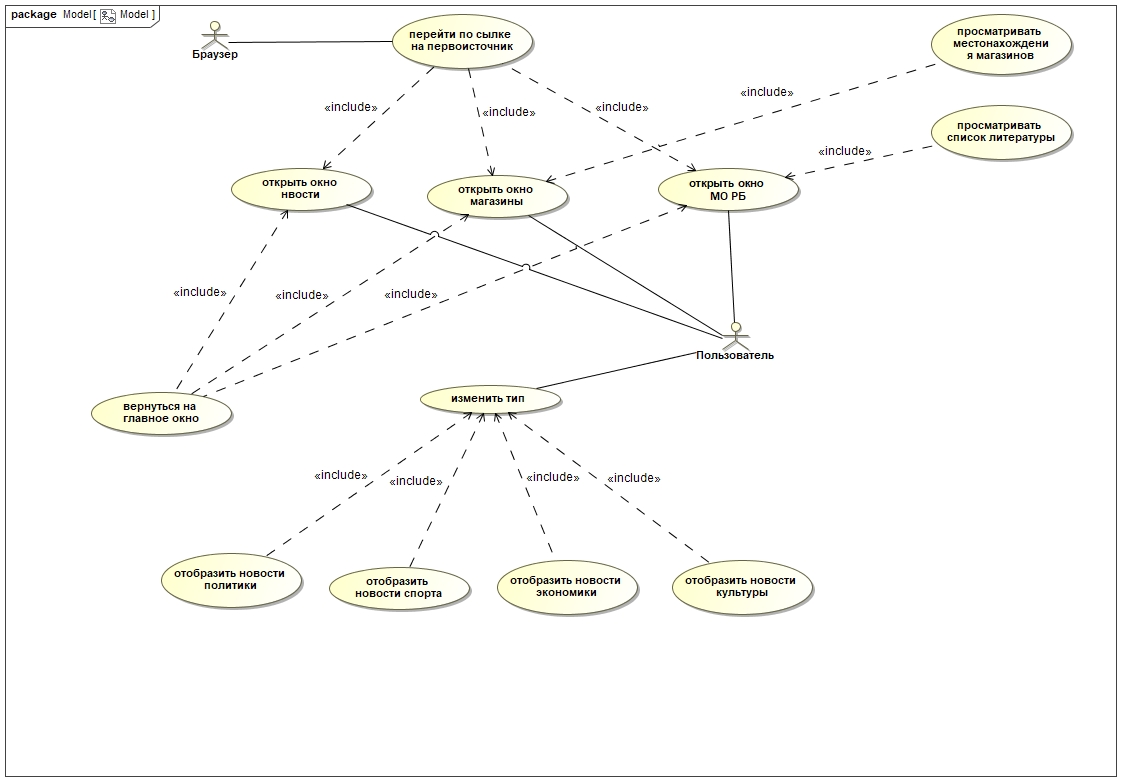 package Model [ Model ]
Браузер
перейти по сылке
на первоисточник
просматривать
местонахождени
я магазинов
«include»
«include»
«include»
«include»
просматривать
список литературы
«include»
открыть окно
нвости
открыть окно
магазины
открыть окно
МО РБ
«include»
«include»
«include»
Пользователь
вернуться на
главное окно
изменить тип
«include»
«include»
«include»
«include»
отобразить новости
политики
отобразить
новости спорта
отобразить новости
экономики
отобразить новости
культуры